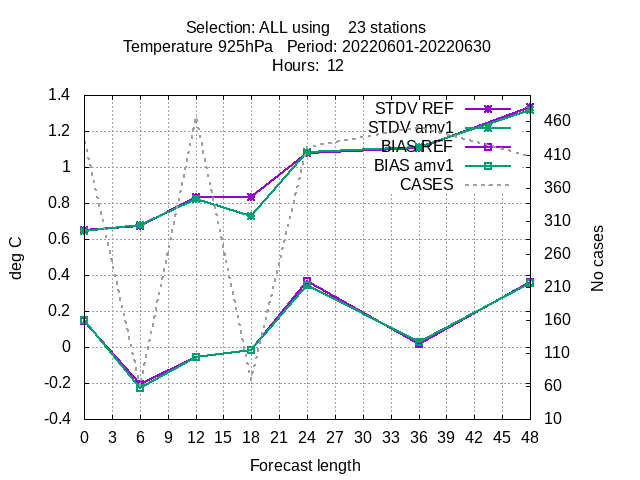 Selection: ALL using 23 stations
Temperature 925hPa Period: 20220601-20220630
Hours: 12
STDV REF
STDV amv1
BIAS REF
BIAS amv1
CASES
deg C
1.4
1.2
1
0.8
0.6
0.4
0.2
0
-0.2
-0.4
No cases
460
410
360
310
260
210
160
110
60
10
0 3 6 9 12 15 18 21 24 27 30 33 36 39 42 45 48
Forecast length